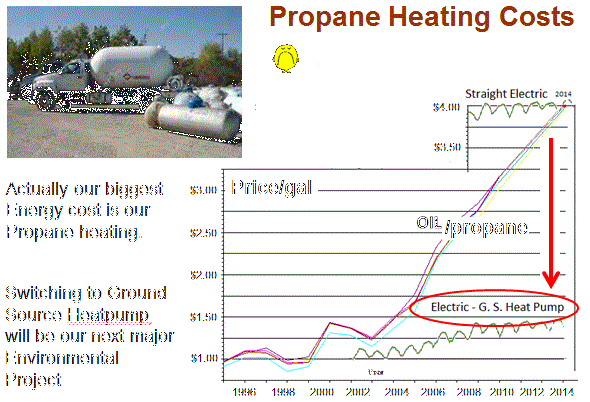 Propane Heating Costs
Straight Electric 2014
$4.00
$3.50
Actually our biggest
Energy cost is our
Propane heating.
$3.00
Price/gal
$2.50
OIL /propane
$2.00
Switching to Ground
Source Heatpump
will be our next major
Environmental
Project
Electric - G. S. Heat Pump
$1.50
$1.00
Year
1996 1998 2000 2002 2004 2006 2008 2010 2012 2014